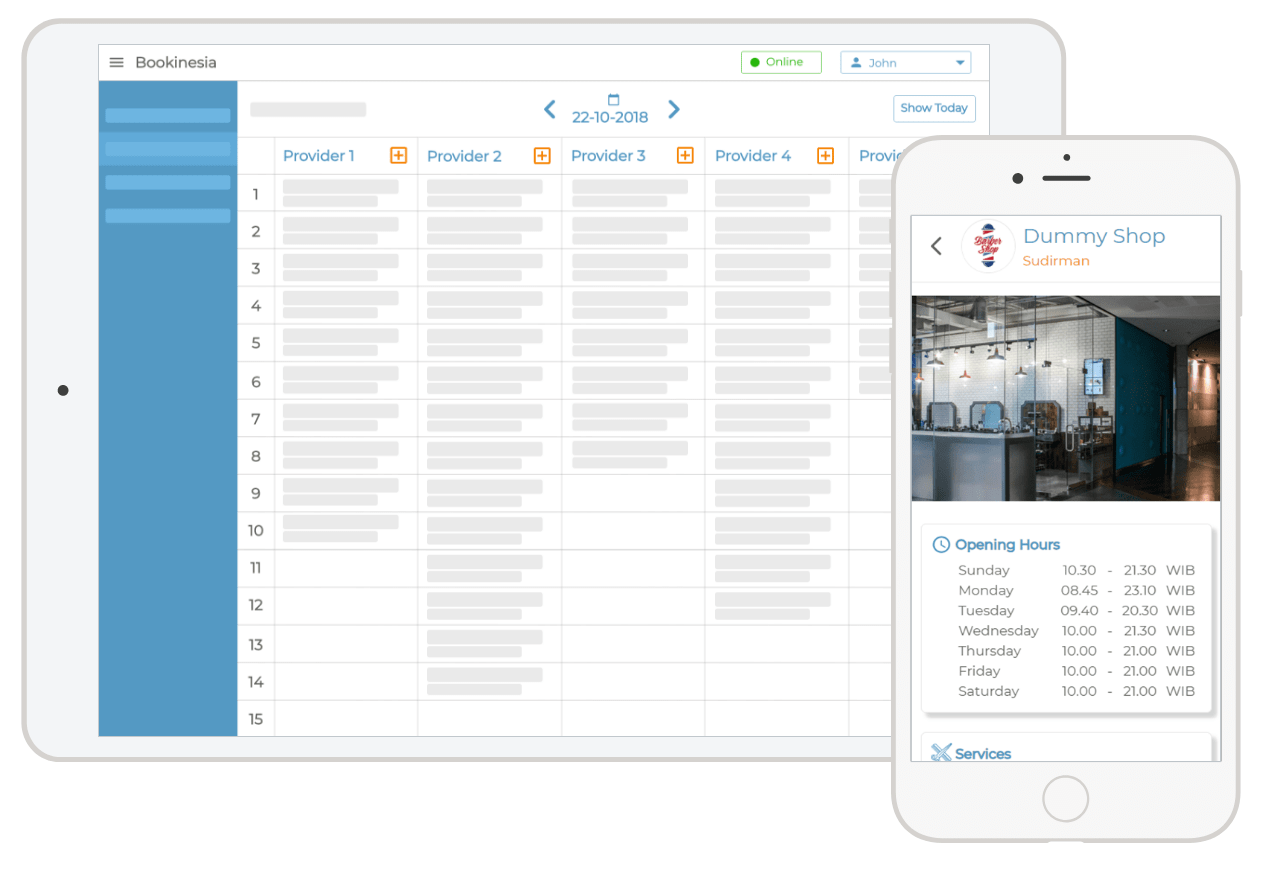 Bookinesia
Online
John
22-10-2018
Show Today
Provider 1
Provider 2
Provider 3
Provider 4
1
2
3
4
5
6
7
8
9
10
11
12
13
14
15
Barber
Shop
Dummy Shop
Sudirman
Opening Hours
Sunday 10.30 - 21.30 WIB
Monday 08.45 - 23.10 WIB
Tuesday 09.40 - 20.30 WIB
Wednesday 10.00 - 21.30 WIB
Thursday 10.00 - 21.00 WIB
Friday 10.00 - 21.00 WIB
Saturday 10.00 - 21.00 WIB
Services